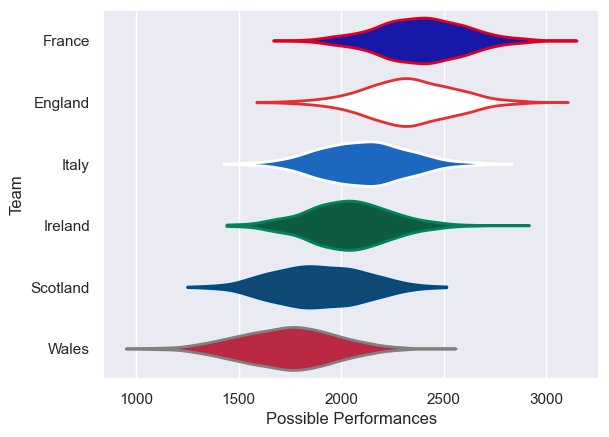 France
England
Italy
Ireland
Scotland
Wales
Team
1000 1500 2000 2500 3000
Possible Performances